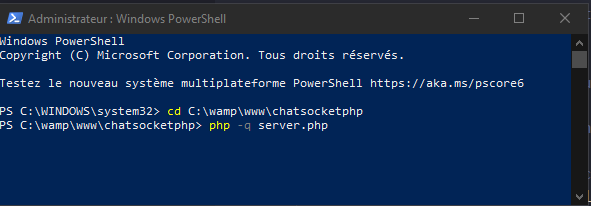 Administrateur : Windows PowerShell
Windows PowerShell
Copyright (C) Microsoft Corporation. Tous droits réservés.
Testez le nouveau système multiplateforme PowerShell https://aka.ms/pscore6
PS C:\WINDOWS\system32> cd C:\wamp\www\chatsocketphp
PS C:\wamp\www\chatsocketphp> php -q server.php